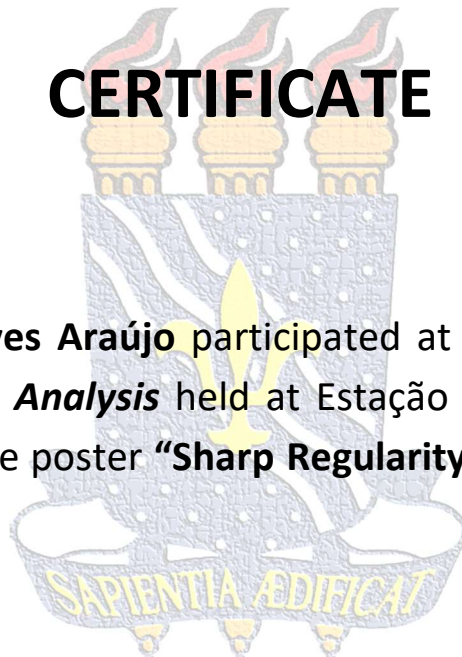 CERTIFICATE
ves Araújo participated at
Analysis held at Estação
e poster “Sharp Regularity
SAPIENTIA ÆDIFICAT